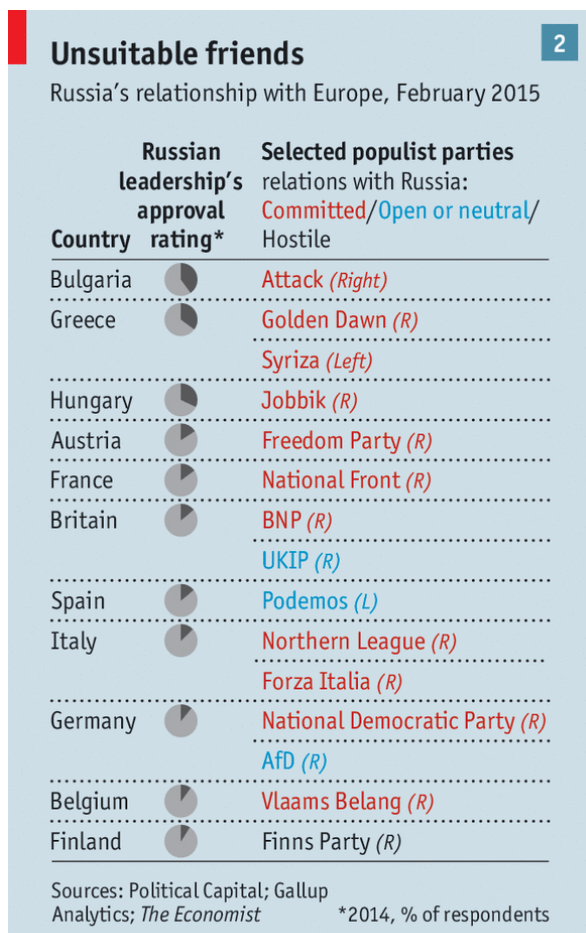 Unsuitable friends
2
Russia's relationship with Europe, February 2015
Country
Russian
leadership's
approval
rating*
Selected populist parties
relations with Russia:
Committed/Open or neutral/
Hostile
Bulgaria Attack (Right)
Greece Golden Dawn (R)
Syriza (Left)
Hungary Jobbik (R)
Austria Freedom Party (R)
France National Front (R)
Britain BNP (R)
UKIP (R)
Spain Podemos (L)
Italy Northern League (R)
Forza Italia (R)
Germany National Democratic Party (R)
AfD (R)
Belgium Vlaams Belang (R)
Finland Finns Party (R)
Sources: Political Capital; Gallup
Analytics; The Economist
*2014, % of respondents